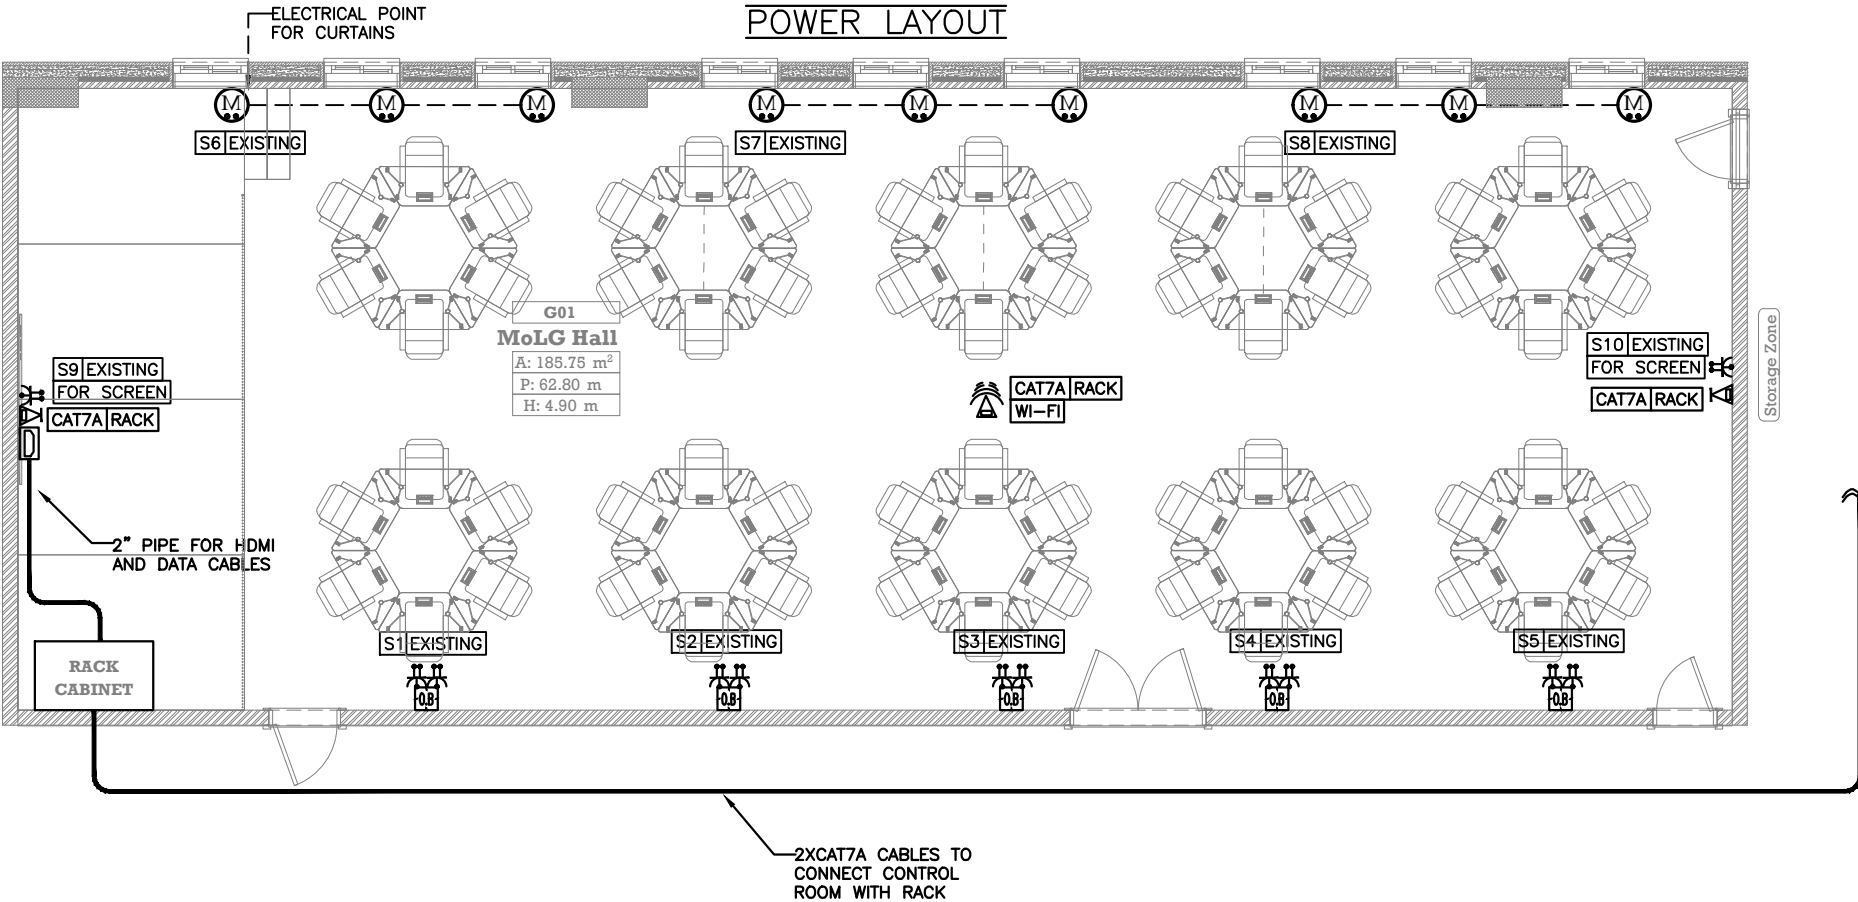 POWER LAYOUT
ELECTRICAL POINT
FOR CURTAINS
M M M M M M M M M
S6 EXISTING
S7 EXISTING
S8 EXISTING
G01
MoLG Hall
A: 185.75 m²
P: 62.80 m
H: 4.90 m
S9 EXISTING
FOR SCREEN
CAT7A RACK
CAT7A RACK
WI-FI
S10 EXISTING
FOR SCREEN
CAT7A RACK
Storage Zone
2" PIPE FOR HDMI
AND DATA CABLES
RACK
CABINET
S1 EXISTING
S2 EXISTING
S3 EXISTING
S4 EXISTING
S5 EXISTING
O.B O.B O.B O.B O.B
2XCAT7A CABLES TO
CONNECT CONTROL
ROOM WITH RACK